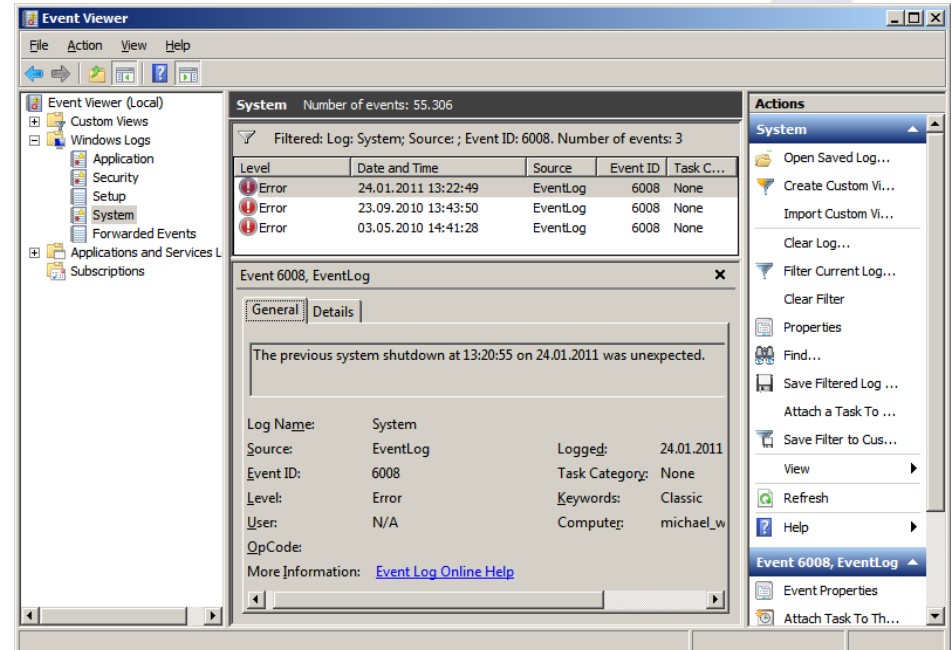 Event Viewer
File Action View Help
Event Viewer (Local)
Custom Views
Windows Logs
Application
Security
Setup
System
Forwarded Events
Applications and Services L
Subscriptions
System Number of events: 55.306
Filtered: Log: System; Source: ; Event ID: 6008. Number of events: 3
Level Date and Time Source Event ID Task C...
Error 24.01.2011 13:22:49 EventLog 6008 None
Error 23.09.2010 13:43:50 EventLog 6008 None
Error 03.05.2010 14:41:28 EventLog 6008 None
Event 6008, EventLog
General Details
The previous system shutdown at 13:20:55 on 24.01.2011 was unexpected.
Log Name: System
Source: EventLog Logged: 24.01.2011
Event ID: 6008 Task Category: None
Level: Error Keywords: Classic
User: N/A Computer: michael_w
OpCode:
More Information: Event Log Online Help
Actions
System
Open Saved Log...
Create Custom Vi...
Import Custom Vi...
Clear Log...
Filter Current Log...
Clear Filter
Properties
Find...
Save Filtered Log ...
Attach a Task To ...
Save Filter to Cus...
View
Refresh
Help
Event 6008, EventLog
Event Properties
Attach Task To Th...